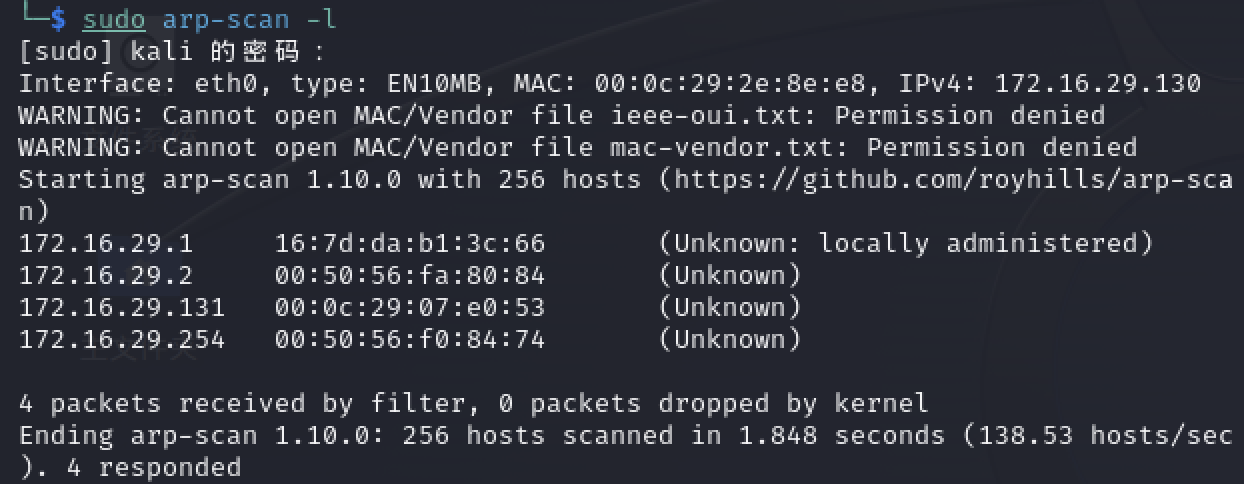 └─$ sudo arp-scan -l
[sudo] kali 的密码：
Interface: eth0, type: EN10MB, MAC: 00:0c:29:2e:8e:e8, IPv4: 172.16.29.130
WARNING: Cannot open MAC/Vendor file ieee-oui.txt: Permission denied
WARNING: Cannot open MAC/Vendor file mac-vendor.txt: Permission denied
Starting arp-scan 1.10.0 with 256 hosts (https://github.com/royhills/arp-sca
n)
172.16.29.1	16:7d:da:b1:3c:66	(Unknown: locally administered)
172.16.29.2	00:50:56:fa:80:84	(Unknown)
172.16.29.131	00:0c:29:07:e0:53	(Unknown)
172.16.29.254	00:50:56:f0:84:74	(Unknown)

4 packets received by filter, 0 packets dropped by kernel
Ending arp-scan 1.10.0: 256 hosts scanned in 1.848 seconds (138.53 hosts/sec
). 4 responded